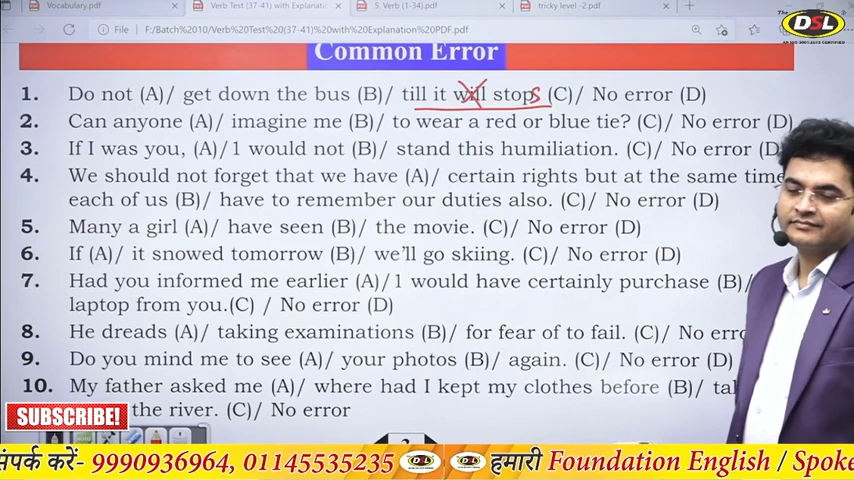 Vocabulary.pdf
Verb Test (37-41) with Explanation
S. Verb (1-34).pdf
tricky level -2.pdf
File | F:/Batch%2010/Verb%20Test%20(37-41)%20with%20Explanation%20PDF.pdf
The DSL
Common Error
1. Do not (A)/ get down the bus (B)/ till it will stops (C)/ No error (D)
2. Can anyone (A)/ imagine me (B)/ to wear a red or blue tie? (C)/ No error (D)
3. If I was you, (A)/1 would not (B)/ stand this humiliation. (C)/ No error (D
4. We should not forget that we have (A)/ certain rights but at the same time
each of us (B)/ have to remember our duties also. (C)/ No error (D)
5. Many a girl (A)/ have seen (B)/ the movie. (C)/ No error (D)
6. If (A)/ it snowed tomorrow (B)/ we'll go skiing. (C)/ No error (D)
7. Had you informed me earlier (A)/1 would have certainly purchase (B)/
laptop from you.(C) / No error (D)
8. He dreads (A)/ taking examinations (B)/ for fear of to fail. (C)/ No erro
9. Do you mind me to see (A)/ your photos (B)/ again. (C)/ No error (D)
10. My father asked me (A)/ where had I kept my clothes before (B)/ tal
the river. (C)/ No error
SUBSCRIBE!
संपर्क करें- 9990936964, 01145535235 DSL DSL हमारी Foundation English / Spoke